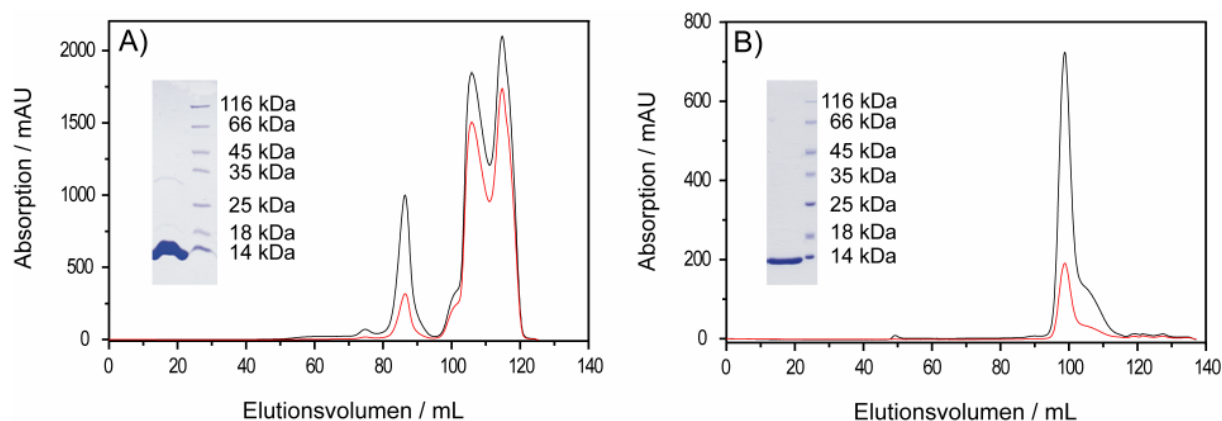 A)
Absorption / mAU
2000
1500
1000
500
0
116 kDa
66 kDa
45 kDa
35 kDa
25 kDa
18 kDa
14 kDa
0 20 40 60 80 100 120 140
Elutionsvolumen / mL
B)
Absorption / mAU
800
600
400
200
0
116 kDa
66 kDa
45 kDa
35 kDa
25 kDa
18 kDa
14 kDa
0 20 40 60 80 100 120 140
Elutionsvolumen / mL